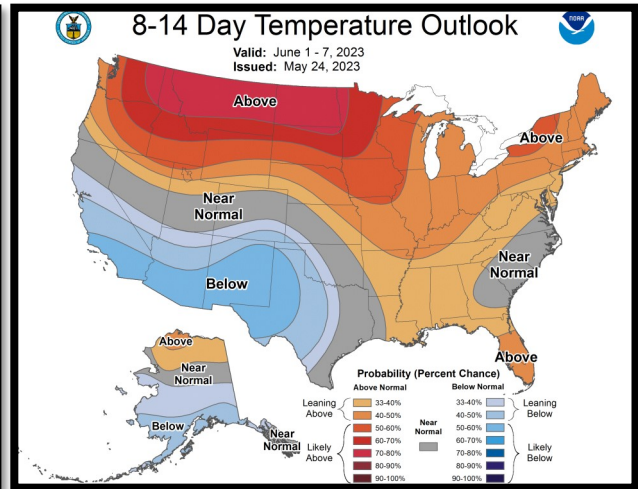 8-14 Day Temperature Outlook
NOAA
Valid: June 1 - 7, 2023
Issued: May 24, 2023
Above
Above
Near
Normal
Near
Normal
Below
Above
Above
Near
Normal
Below
Near
Normal
Probability (Percent Chance)
Above Normal Below Normal
Leaning
Above
33-40% 33-40%
40-50% 40-50%
Leaning
Below
50-60% 50-60%
Near
Normal
60-70% 60-70%
Likely
Above
70-80% 70-80%
Likely
Below
80-90% 80-90%
90-100% 90-100%